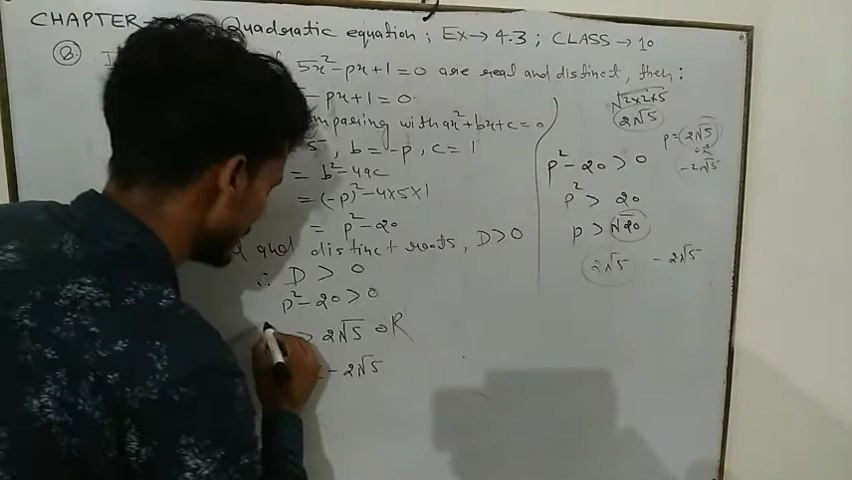 CHAPTER Quadratic equation ; Ex→ 4.3 ; CLASS → 10
⑧ 5x²-px+1=0 are real and distinct, then :
- px+1=0
mparing with ax²+bx+c=0
5, b=-p, c=1
= b²-4ac
= (-p)²-4×5×1
= p²-20
and distinct roots, D>0
∴ D > 0
p²-20>0
> 2√5 OR
-2√5
√2×2×5
2√5
p=2√5
or
-2√5
p²-20>0
p² > 20
p > √20
2√5 -2√5